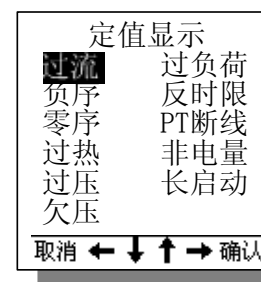 定值显示
过流 过负荷
负序 反时限
零序 PT断线
过热 非电量
过压 长启动
欠压
取消 ← ↓ ↑ → 确认